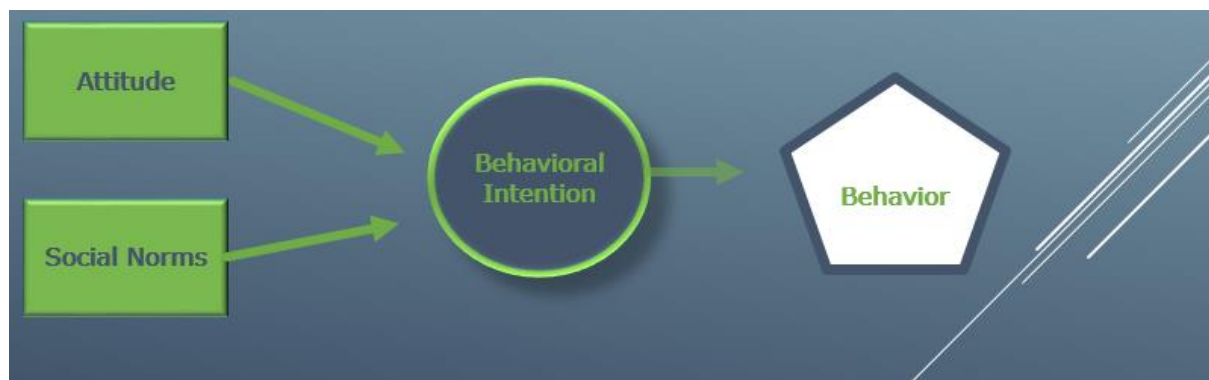 Attitude
Social Norms
Behavioral
Intention
Behavior